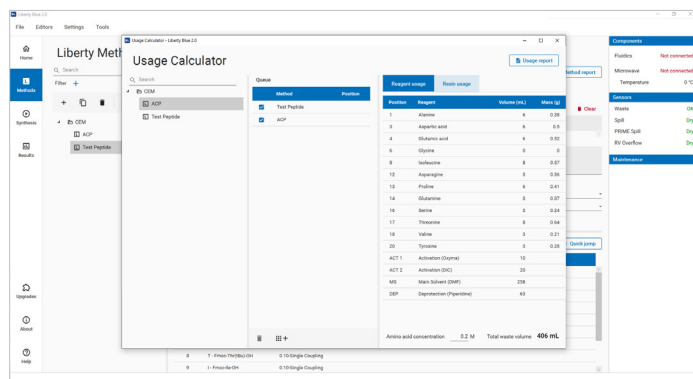 Liberty Blue 2.0
File Editors Settings Tools
Home
Methods
Synthesis
Results
Upgrades
About
Help
Liberty Meth
Search
Filter +
CEM
ACP
Test Peptide
Usage Calculator - Liberty Blue 2.0
Usage Calculator
Usage report
Search
CEM
ACP
Test Peptide
Queue
Method Position
Test Peptide
ACP
Reagent usage Resin usage
Position Reagent Volume (mL) Mass (g)
1 Alanine 6 0.38
3 Aspartic acid 6 0.5
4 Glutamic acid 6 0.52
6 Glycine 0 0
8 Isoleucine 8 0.57
12 Asparagine 3 0.36
13 Proline 6 0.41
14 Glutamine 3 0.37
16 Serine 3 0.24
17 Threonine 8 0.64
18 Valine 3 0.21
20 Tyrosine 3 0.28
ACT 1 Activation (Oxyma) 10
ACT 2 Activation (DIC) 20
MS Main Solvent (DMF) 238
DEP Deprotection (Piperidine) 63
Amino acid concentration 0.2 M Total waste volume 406 mL
ethod report
Clear
Quick jump
8 T - Fmoc-Thr(tBu)-OH 0.10-Single Coupling
9 I - Fmoc-Ile-OH 0.10-Single Coupling
Components
Fluidics Not connected
Microwave Not connected
Temperature 0 °C
Sensors
Waste OK
Spill Dry
PRIME Spill Dry
RV Overflow Dry
Maintenance